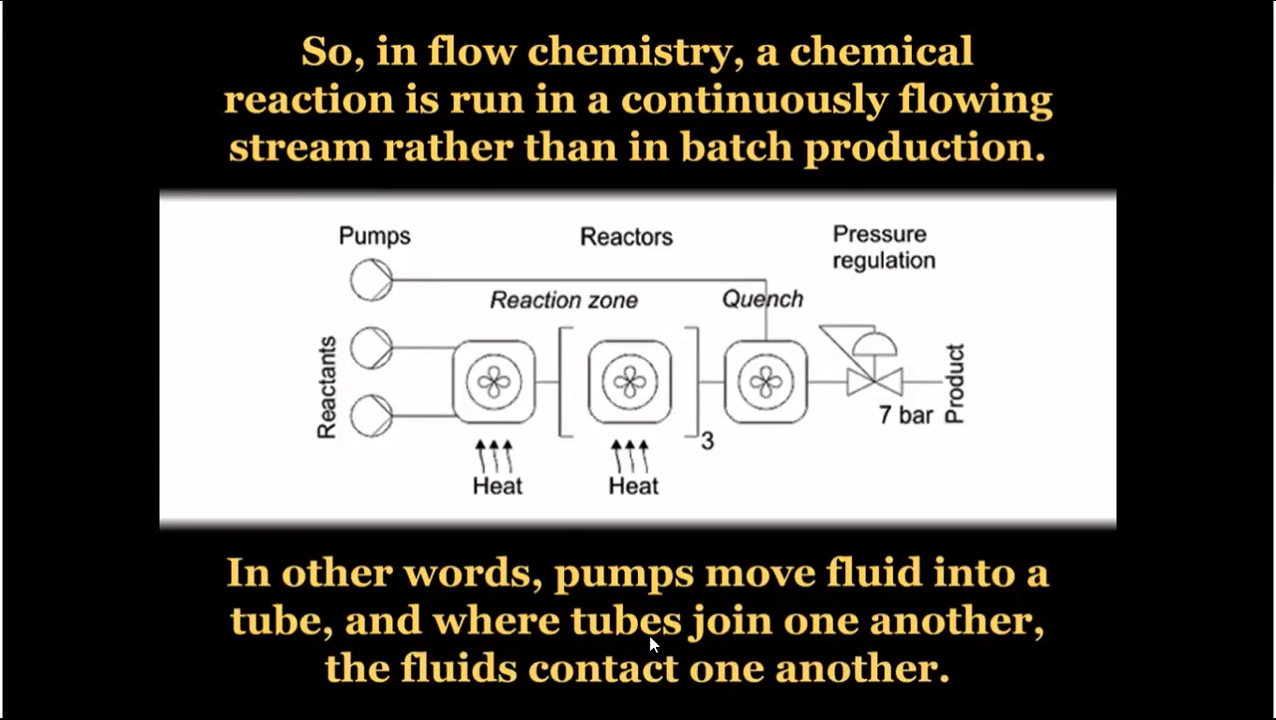 So, in flow chemistry, a chemical
reaction is run in a continuously flowing
stream rather than in batch production.
Pumps
Reactors
Pressure
regulation
Reaction zone
Quench
Reactants
Product
7 bar
3
Heat
Heat
In other words, pumps move fluid into a
tube, and where tubes join one another,
the fluids contact one another.